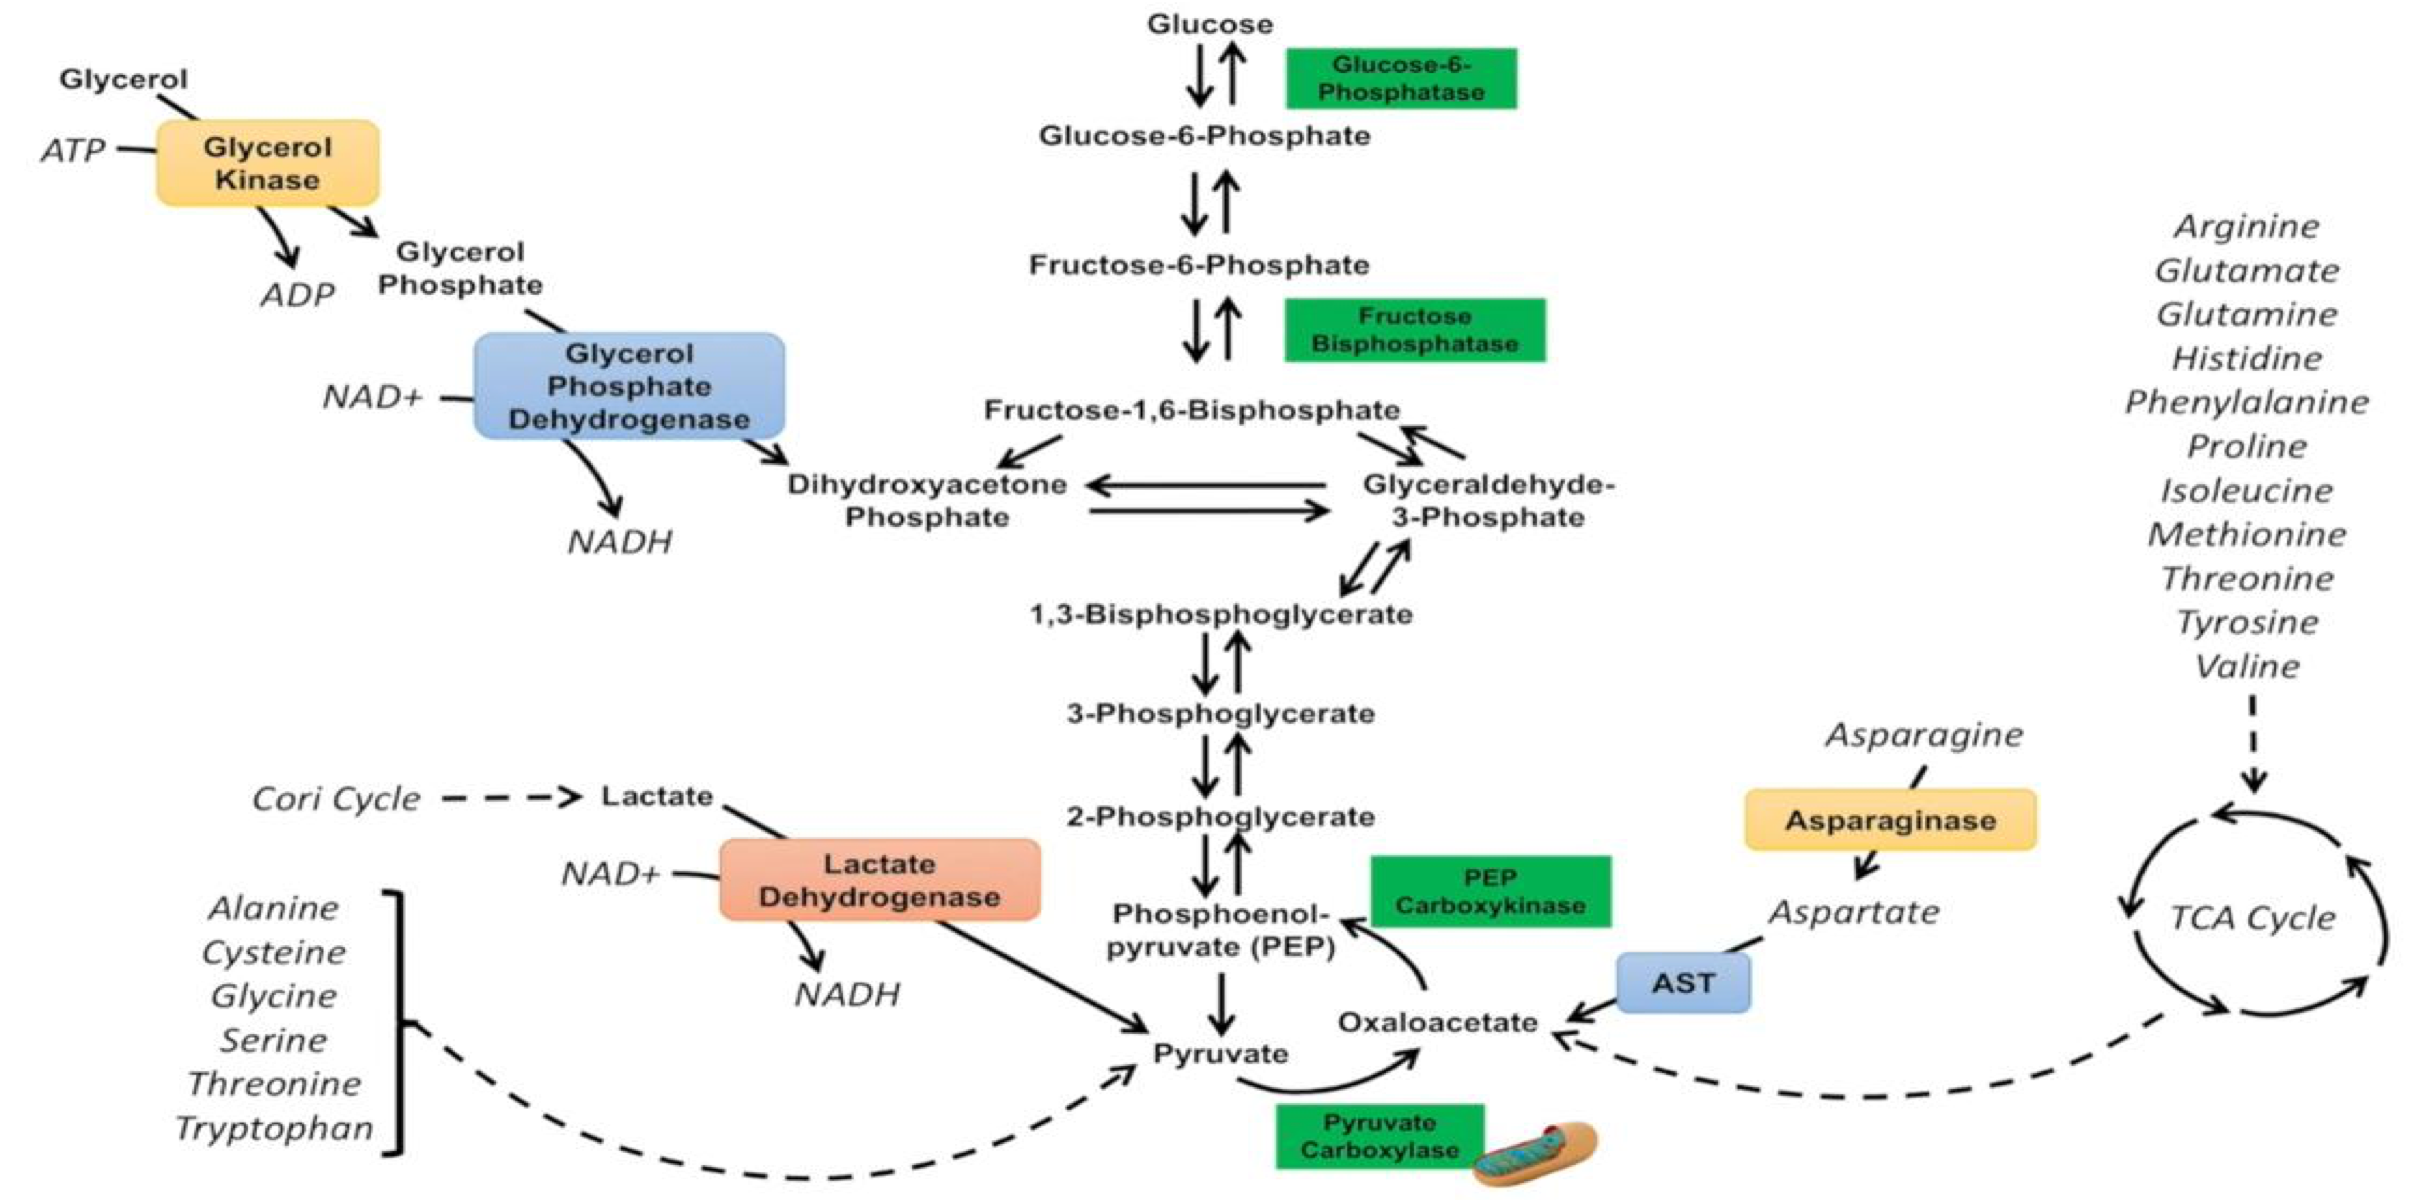 Glucose
Glucose-6-
Phosphatase
Glycerol
ATP
Glycerol
Kinase
ADP
Glycerol
Phosphate
Glucose-6-Phosphate
Fructose-6-Phosphate
Fructose
Bisphosphatase
NAD+
Glycerol
Phosphate
Dehydrogenase
NADH
Fructose-1,6-Bisphosphate
Dihydroxyacetone
Phosphate
Glyceraldehyde-
3-Phosphate
1,3-Bisphosphoglycerate
3-Phosphoglycerate
2-Phosphoglycerate
Phosphoenol-
pyruvate (PEP)
PEP
Carboxykinase
Cori Cycle
Lactate
NAD+
Lactate
Dehydrogenase
NADH
Alanine
Cysteine
Glycine
Serine
Threonine
Tryptophan
Pyruvate
Oxaloacetate
Pyruvate
Carboxylase
Arginine
Glutamate
Glutamine
Histidine
Phenylalanine
Proline
Isoleucine
Methionine
Threonine
Tyrosine
Valine
Asparagine
Asparaginase
Aspartate
AST
TCA Cycle